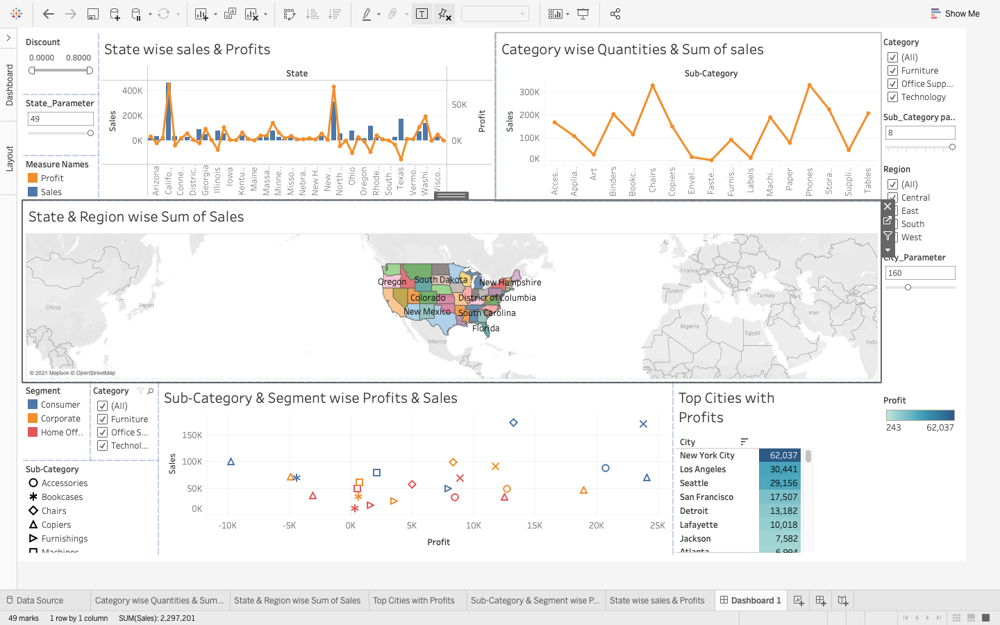 Show Me
Dashboard
Layout
Discount
0.0000 0.8000
State_Parameter
49
Measure Names
Profit
Sales
State wise sales & Profits
State
400K
200K
0K
Sales
50K
0K
Profit
Arizona
Califo..
Conne..
Distric..
Georgia
Illinois
Iowa
Kentu..
Maine
Massa..
Minne..
Misso..
Nebra..
New H..
New ..
North ..
Ohio
Oregon
Rhode..
South ..
Texas
Vermo..
Washi..
Wisco..
Category wise Quantities & Sum of sales
Sub-Category
300K
200K
100K
0K
Sales
Acces..
Applia..
Art
Binders
Bookc..
Chairs
Copiers
Envel..
Faste..
Furnis..
Labels
Machi..
Paper
Phones
Stora..
Suppli..
Tables
Category
(All)
Furniture
Office Supp...
Technology
Sub_Category pa..
8
Region
(All)
Central
East
South
West
City_Parameter
160
State & Region wise Sum of Sales
China
Japan
Oregon
South Dakota
New Hampshire
Colorado
District of Columbia
New Mexico
South Carolina
Florida
Mexico
France
Spain
Turkey
Iran
Algeria
Egypt
© 2021 Mapbox © OpenStreetMap
Segment
Consumer
Corporate
Home Off..
Category
(All)
Furniture
Office S...
Technol...
Sub-Category
Accessories
Bookcases
Chairs
Copiers
Furnishings
Machines
Sub-Category & Segment wise Profits & Sales
150K
100K
50K
0K
Sales
-10K -5K 0K 5K 10K 15K 20K 25K
Profit
Top Cities with
Profits
City
New York City 62,037
Los Angeles 30,441
Seattle 29,156
San Francisco 17,507
Detroit 13,182
Lafayette 10,018
Jackson 7,582
Atlanta 6,994
Profit
243 62,037
Data Source Category wise Quantities & Sum... State & Region wise Sum of Sales Top Cities with Profits Sub-Category & Segment wise P... State wise sales & Profits Dashboard 1
49 marks 1 row by 1 column SUM(Sales): 2,297,201